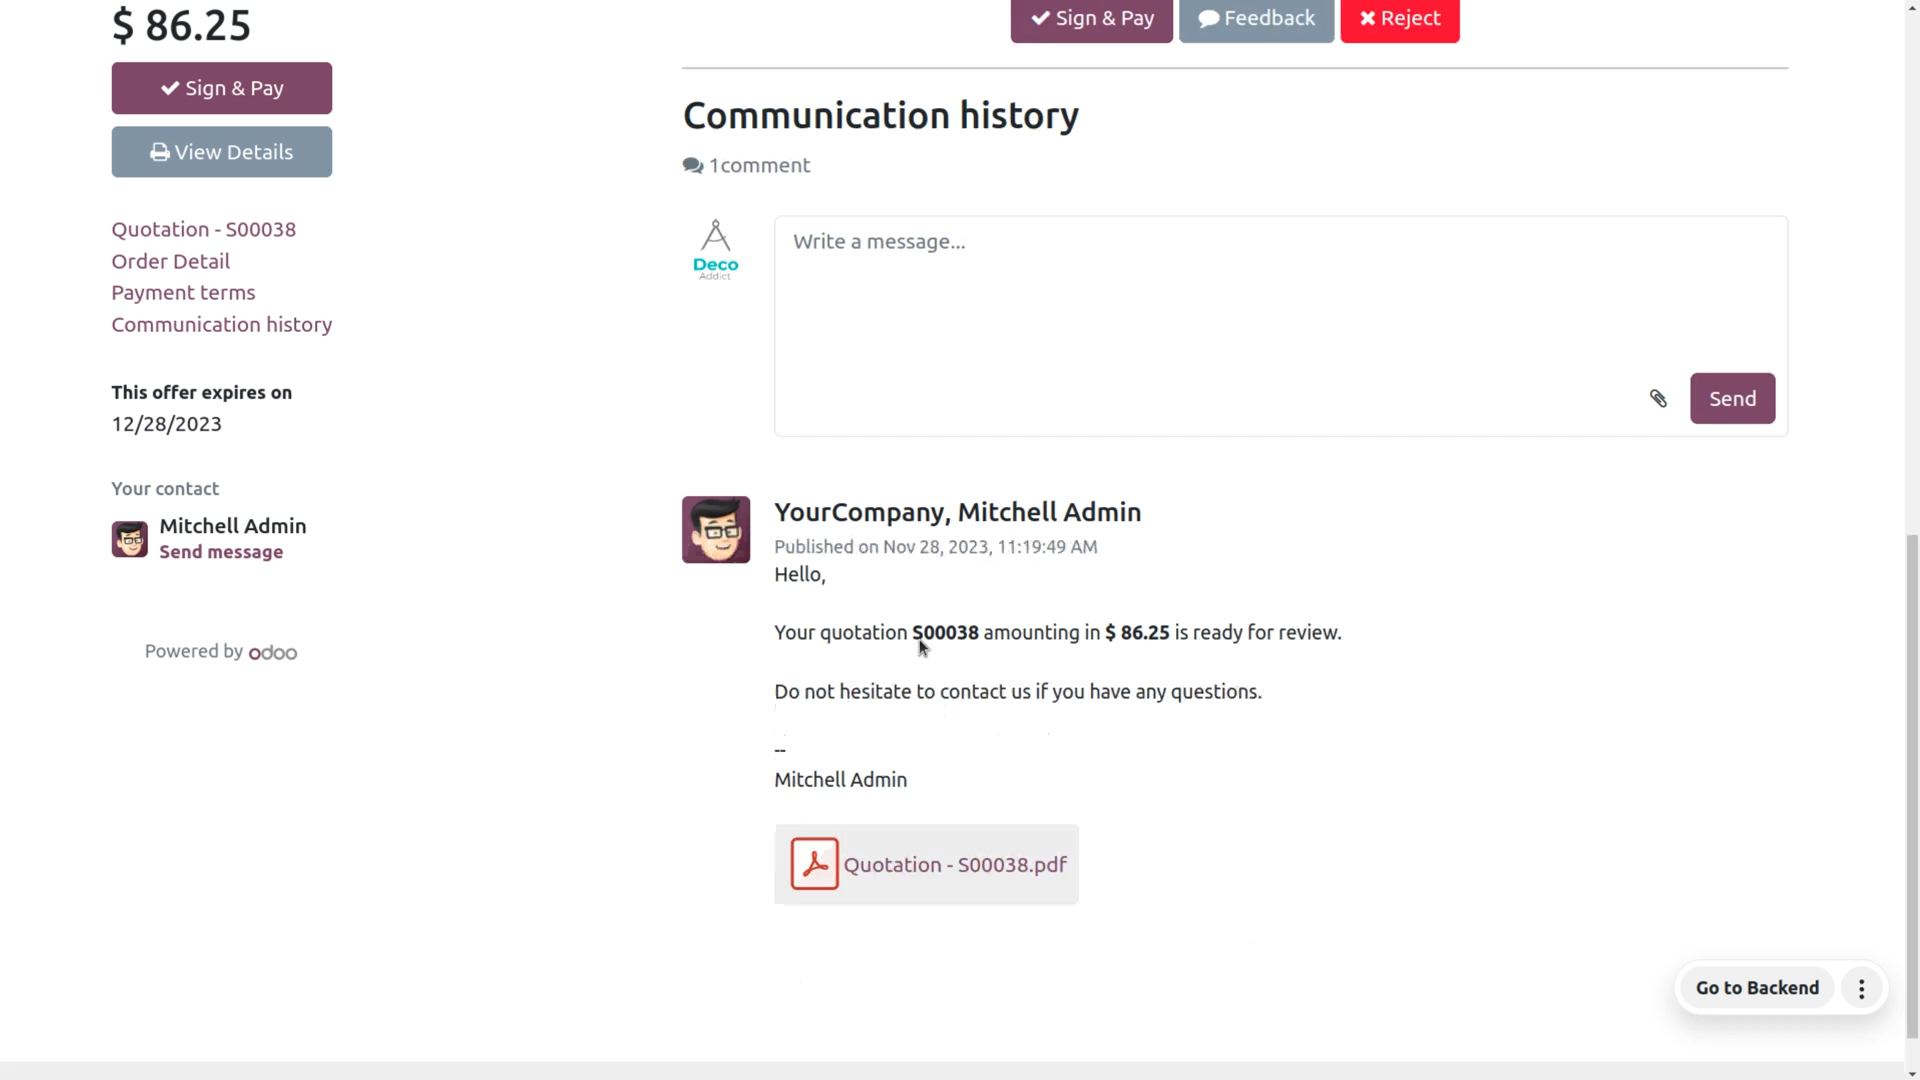 $ 86.25
Sign & Pay
View Details
Quotation - S00038
Order Detail
Payment terms
Communication history
This offer expires on
12/28/2023
Your contact
Mitchell Admin
Send message
Powered by odoo
Sign & Pay
Feedback
Reject
Communication history
1comment
Deco
Addict
Write a message...
Send
YourCompany, Mitchell Admin
Published on Nov 28, 2023, 11:19:49 AM
Hello,
Your quotation S00038 amounting in $ 86.25 is ready for review.
Do not hesitate to contact us if you have any questions.
--
Mitchell Admin
Quotation - S00038.pdf
Go to Backend